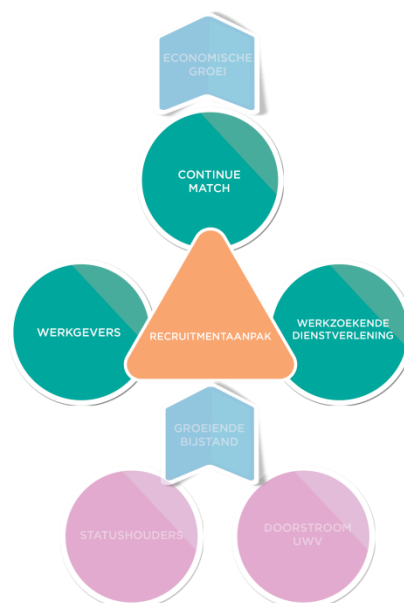 ECONOMISCHE
GROEI
CONTINUE
MATCH
WERKGEVERS
RECRUITMENTAANPAK
WERKZOEKENDE
DIENSTVERLENING
GROEIENDE
BIJSTAND
STATUSHOUDERS
DOORSTROOM
UWV